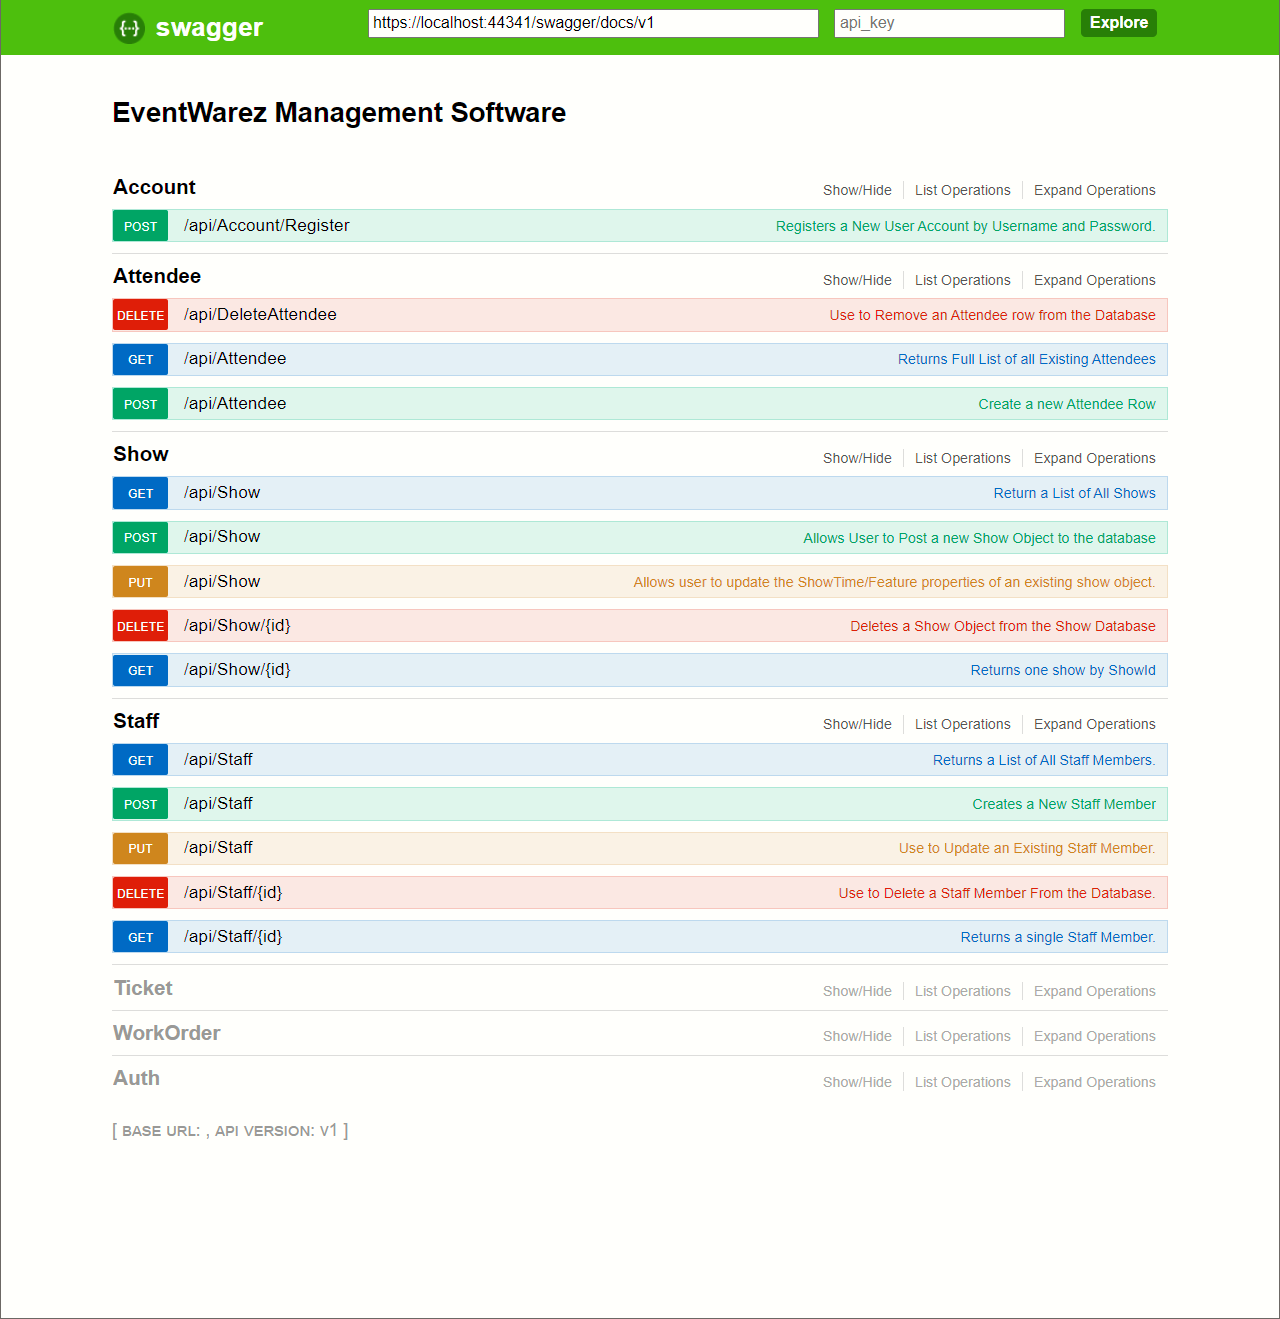 {···} swagger https://localhost:44341/swagger/docs/v1 api_key Explore
EventWarez Management Software
Account Show/Hide List Operations Expand Operations
POST /api/Account/Register Registers a New User Account by Username and Password.
Attendee Show/Hide List Operations Expand Operations
DELETE /api/DeleteAttendee Use to Remove an Attendee row from the Database
GET /api/Attendee Returns Full List of all Existing Attendees
POST /api/Attendee Create a new Attendee Row
Show Show/Hide List Operations Expand Operations
GET /api/Show Return a List of All Shows
POST /api/Show Allows User to Post a new Show Object to the database
PUT /api/Show Allows user to update the ShowTime/Feature properties of an existing show object.
DELETE /api/Show/{id} Deletes a Show Object from the Show Database
GET /api/Show/{id} Returns one show by ShowId
Staff Show/Hide List Operations Expand Operations
GET /api/Staff Returns a List of All Staff Members.
POST /api/Staff Creates a New Staff Member
PUT /api/Staff Use to Update an Existing Staff Member.
DELETE /api/Staff/{id} Use to Delete a Staff Member From the Database.
GET /api/Staff/{id} Returns a single Staff Member.
Ticket Show/Hide List Operations Expand Operations
WorkOrder Show/Hide List Operations Expand Operations
Auth Show/Hide List Operations Expand Operations
[ BASE URL: , API VERSION: V1 ]